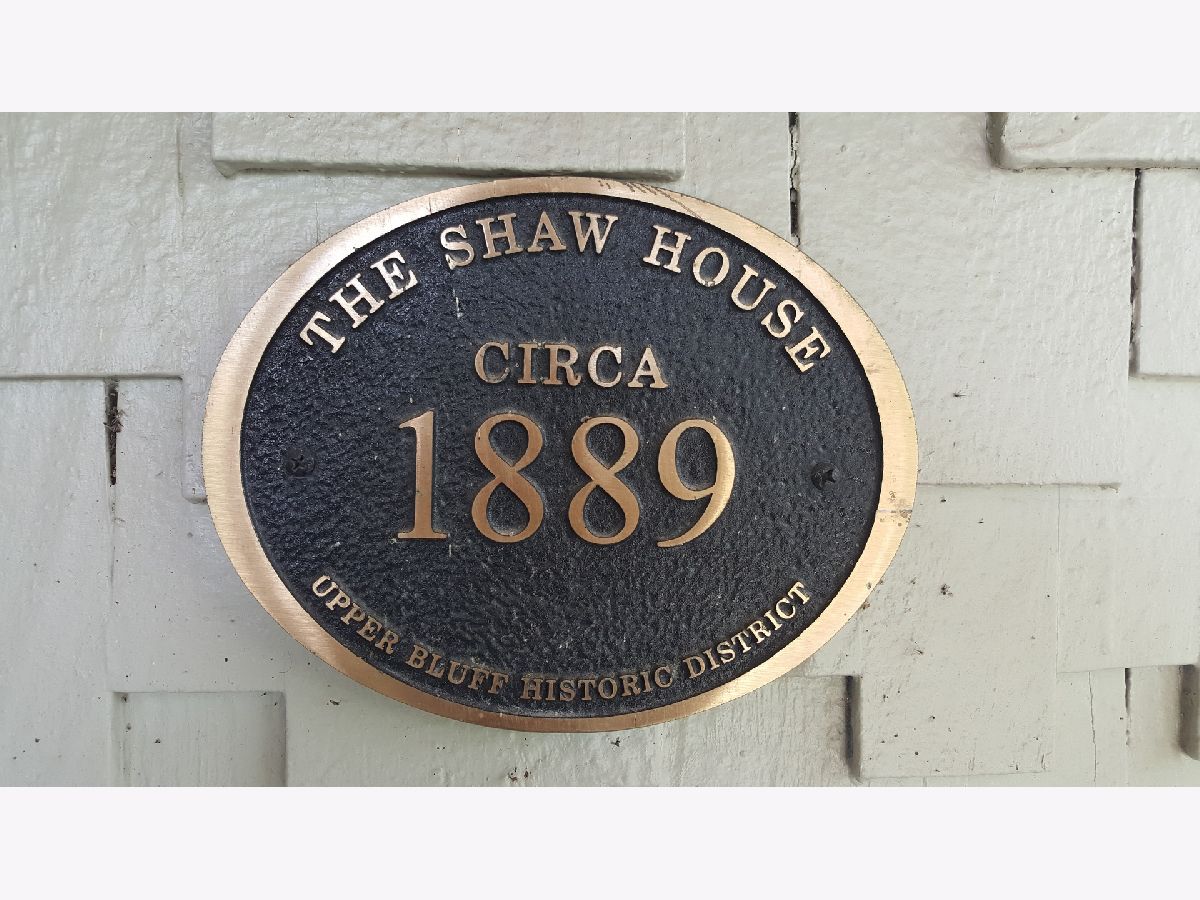 THE SHAW HOUSE
CIRCA
1889
UPPER BLUFF HISTORIC DISTRICT